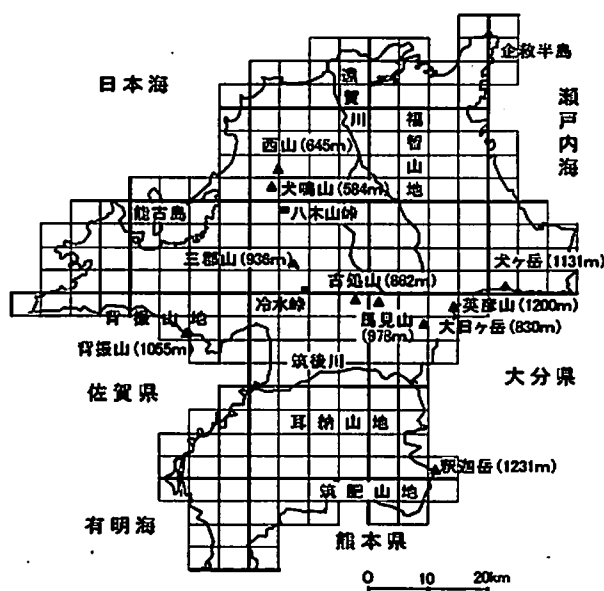 企救半島
日本海
瀬戸内海
遠賀川
福智山地
西山(645m)
犬鳴山(584m)
能古島
八木山峠
三郡山(936m)
犬ヶ岳(1131m)
古処山(862m)
冷水峠
英彦山(1200m)
背振山地
馬見山(978m)
大日ヶ岳(830m)
背振山(1055m)
筑後川
佐賀県
大分県
耳納山地
釈迦岳(1231m)
筑肥山地
有明海
熊本県
0 10 20km